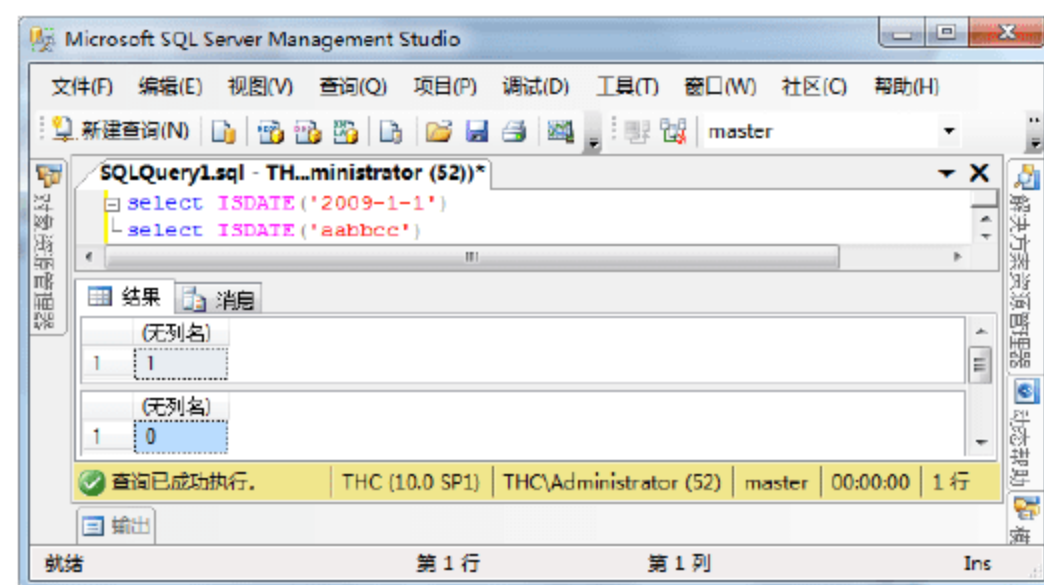 Microsoft SQL Server Management Studio
文件(F) 编辑(E) 视图(V) 查询(Q) 项目(P) 调试(D) 工具(T) 窗口(W) 社区(C) 帮助(H)
新建查询(N) master
SQLQuery1.sql - TH...ministrator (52))*
对象资源管理器
select ISDATE('2009-1-1')
select ISDATE('aabbcc')
结果 消息
(无列名)
1 1
(无列名)
1 0
查询已成功执行。 THC (10.0 SP1) THC\Administrator (52) master 00:00:00 1 行
解决方案资源管理器
动态帮助
输出
就绪 第 1 行 第 1 列 Ins